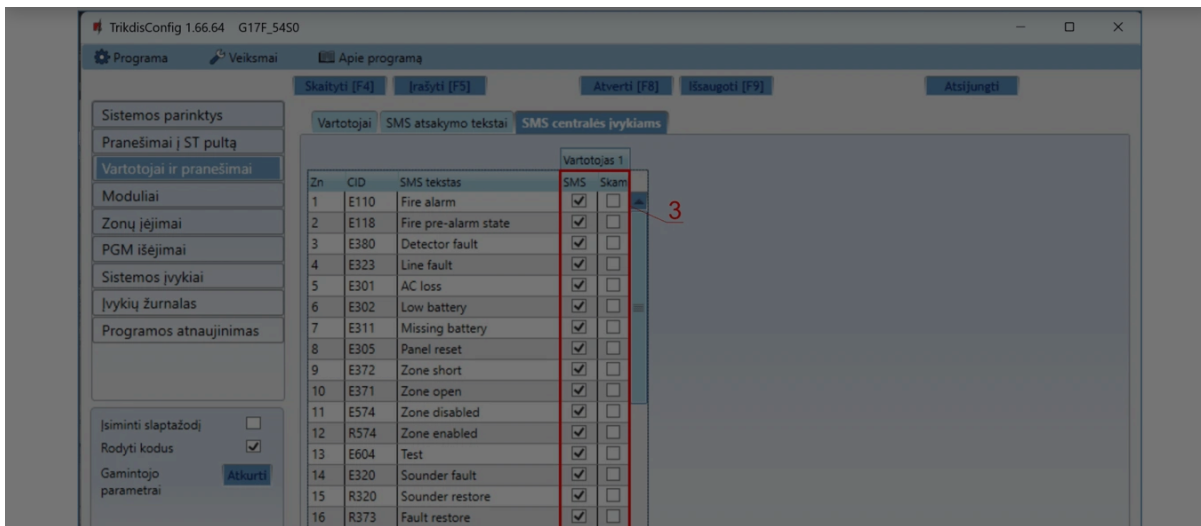 TrikdisConfig 1.66.64 G17F_54S0
Programa Veiksmai Apie programą
Skaityti [F4] Įrašyti [F5] Atverti [F8] Išsaugoti [F9] Atsijungti
Sistemos parinktys
Pranešimai į ST pultą
Vartotojai ir pranešimai
Moduliai
Zonų įėjimai
PGM išėjimai
Sistemos įvykiai
Įvykių žurnalas
Programos atnaujinimas
Įsiminti slaptažodį
Rodyti kodus
Gamintojo
parametrai
Atkurti
Vartotojai SMS atsakymo tekstai SMS centralės įvykiams
Vartotojas 1
Zn CID SMS tekstas SMS Skam
1 E110 Fire alarm
2 E118 Fire pre-alarm state
3 E380 Detector fault
4 E323 Line fault
5 E301 AC loss
6 E302 Low battery
7 E311 Missing battery
8 E305 Panel reset
9 E372 Zone short
10 E371 Zone open
11 E574 Zone disabled
12 R574 Zone enabled
13 E604 Test
14 E320 Sounder fault
15 R320 Sounder restore
16 R373 Fault restore
3